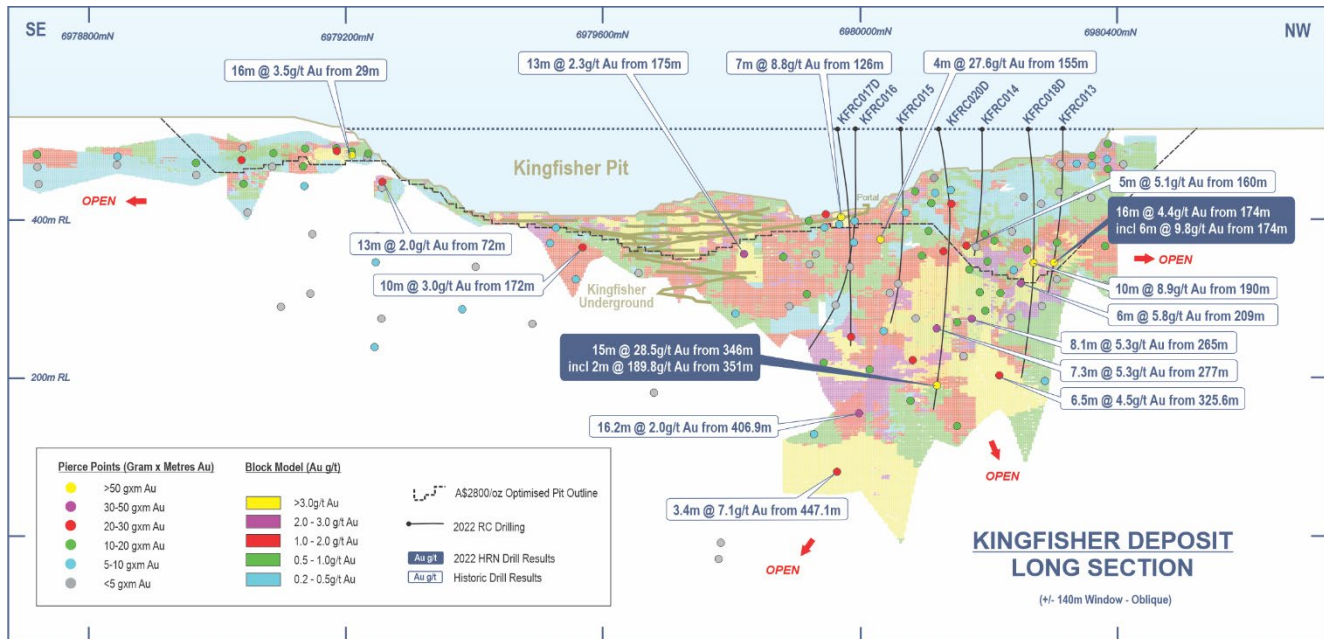 SE
6978800mN
6979200mN
6979600mN
6980000mN
6980400mN
NW
16m @ 3.5g/t Au from 29m
13m @ 2.3g/t Au from 175m
7m @ 8.8g/t Au from 126m
4m @ 27.6g/t Au from 155m
KFRC017D
KFRC016
KFRC015
KFRC020D
KFRC014
KFRC018D
KFRC013
Kingfisher Pit
Portal
5m @ 5.1g/t Au from 160m
16m @ 4.4g/t Au from 174m
incl 6m @ 9.8g/t Au from 174m
OPEN
400m RL
13m @ 2.0g/t Au from 72m
10m @ 3.0g/t Au from 172m
Kingfisher
Underground
OPEN
10m @ 8.9g/t Au from 190m
6m @ 5.8g/t Au from 209m
8.1m @ 5.3g/t Au from 265m
7.3m @ 5.3g/t Au from 277m
6.5m @ 4.5g/t Au from 325.6m
15m @ 28.5g/t Au from 346m
incl 2m @ 189.8g/t Au from 351m
200m RL
16.2m @ 2.0g/t Au from 406.9m
OPEN
3.4m @ 7.1g/t Au from 447.1m
OPEN
Pierce Points (Gram x Metres Au)
>50 gxm Au
30-50 gxm Au
20-30 gxm Au
10-20 gxm Au
5-10 gxm Au
<5 gxm Au
Block Model (Au g/t)
>3.0g/t Au
2.0 - 3.0 g/t Au
1.0 - 2.0 g/t Au
0.5 - 1.0g/t Au
0.2 - 0.5g/t Au
A$2800/oz Optimised Pit Outline
2022 RC Drilling
Au g/t
2022 HRN Drill Results
Au g/t
Historic Drill Results
KINGFISHER DEPOSIT
LONG SECTION
(+/- 140m Window - Oblique)